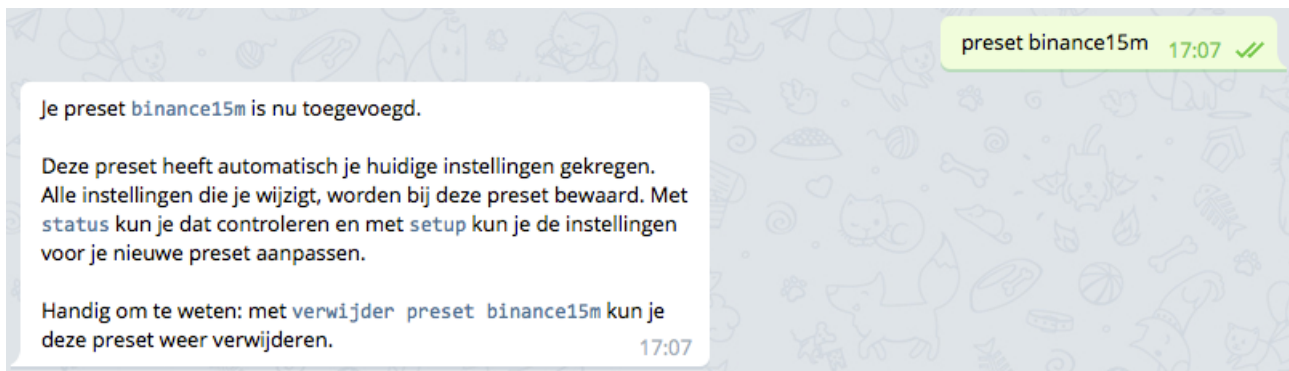 preset binance15m 17:07
Je preset binance15m is nu toegevoegd.
Deze preset heeft automatisch je huidige instellingen gekregen.
Alle instellingen die je wijzigt, worden bij deze preset bewaard. Met
status kun je dat controleren en met setup kun je de instellingen
voor je nieuwe preset aanpassen.
Handig om te weten: met verwijder preset binance15m kun je
deze preset weer verwijderen.
17:07